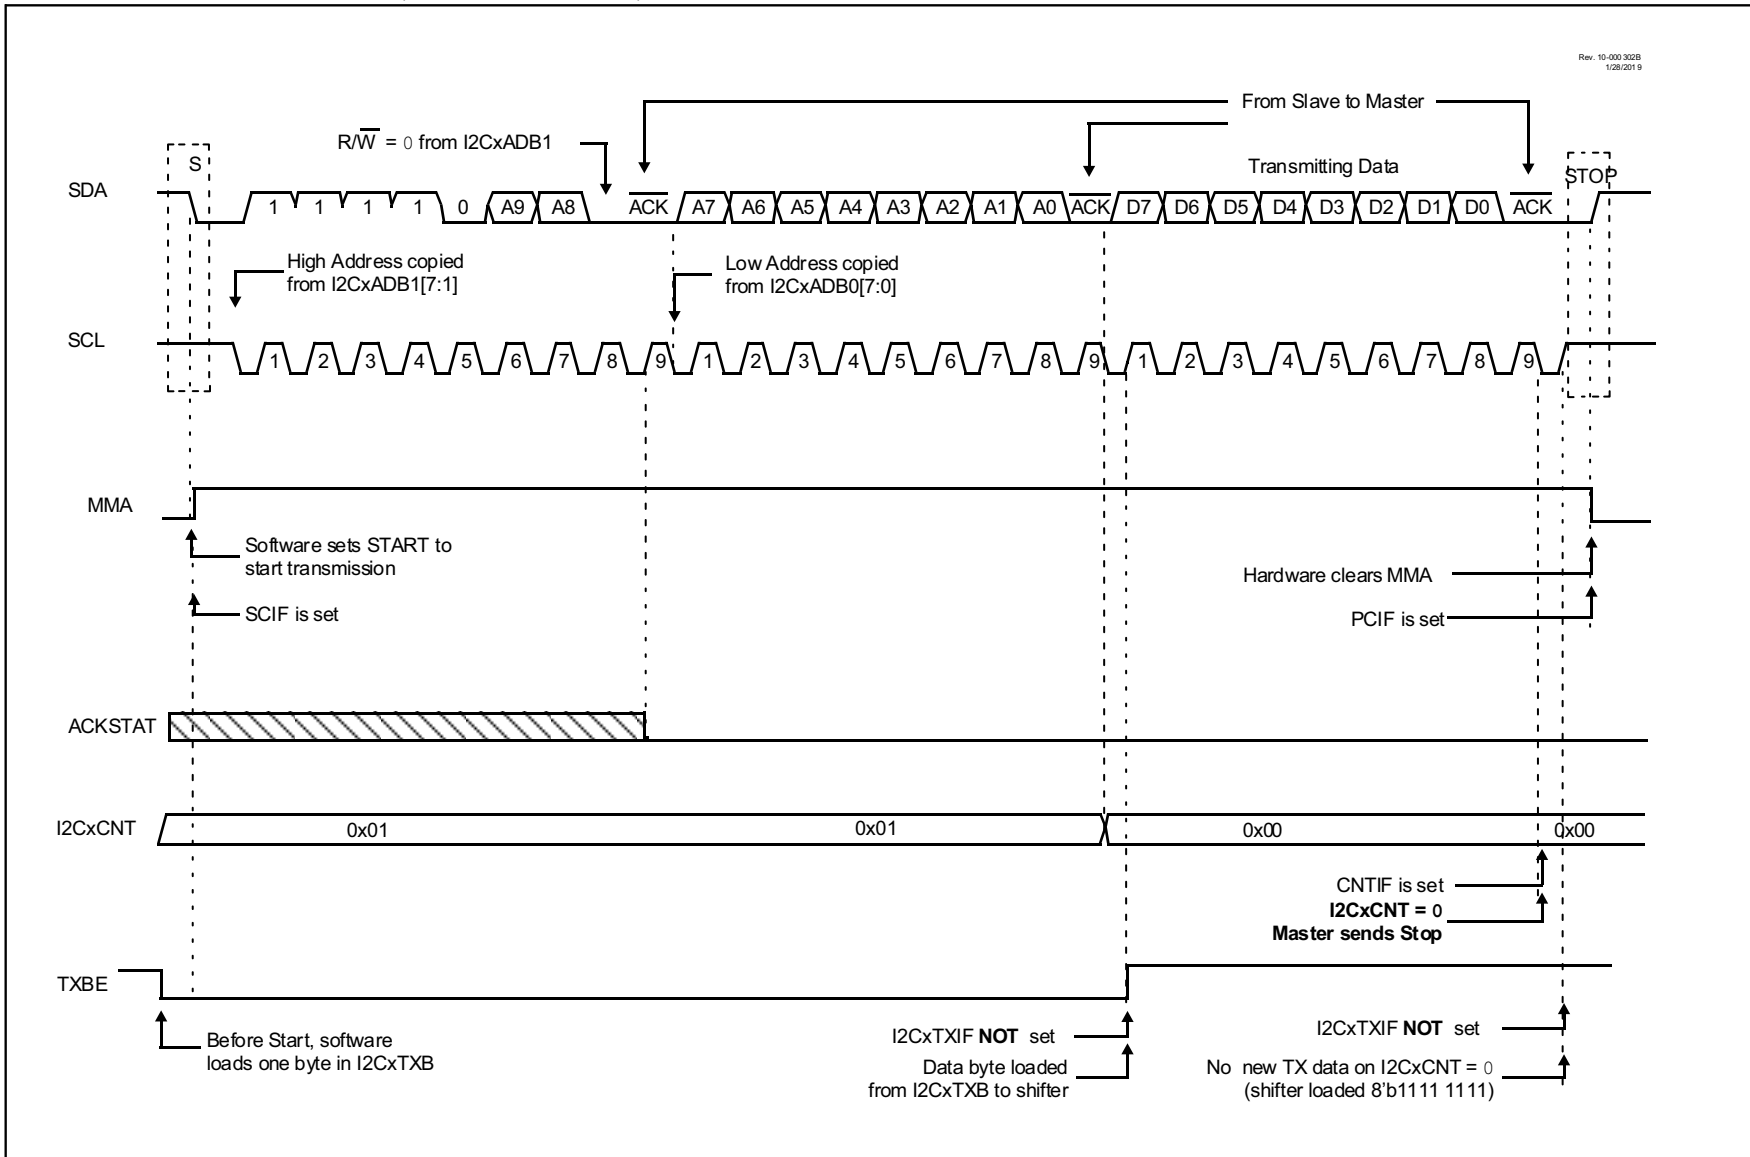 Rev. 10-000 302B
1/28/201 9
From Slave to Master
R/W = 0 from I2CxADB1
S
Transmitting Data
STOP
SDA
1 1 1 1 0 A9 A8 ACK A7 A6 A5 A4 A3 A2 A1 A0 ACK D7 D6 D5 D4 D3 D2 D1 D0 ACK
High Address copied
from I2CxADB1[7:1]
Low Address copied
from I2CxADB0[7:0]
SCL
1 2 3 4 5 6 7 8 9 1 2 3 4 5 6 7 8 9 1 2 3 4 5 6 7 8 9
MMA
Software sets START to
start transmission
Hardware clears MMA
SCIF is set
PCIF is set
ACKSTAT
I2CxCNT
0x01 0x01 0x00 0x00
CNTIF is set
I2CxCNT = 0
Master sends Stop
TXBE
Before Start, software
loads one byte in I2CxTXB
I2CxTXIF NOT set
Data byte loaded
from I2CxTXB to shifter
I2CxTXIF NOT set
No new TX data on I2CxCNT = 0
(shifter loaded 8'b1111 1111)